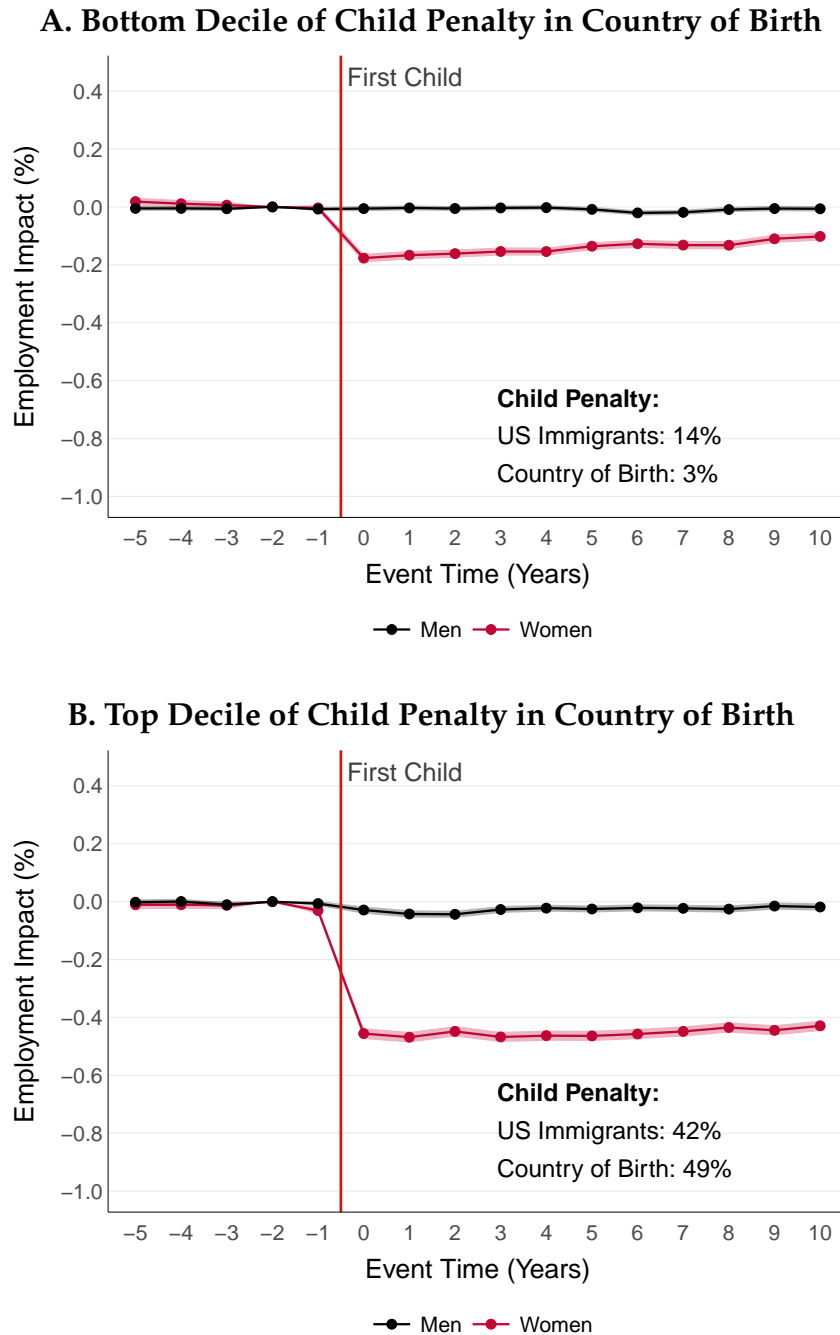 A. Bottom Decile of Child Penalty in Country of Birth
First Child
Employment Impact (%)
0.4
0.2
0.0
−0.2
−0.4
−0.6
−0.8
−1.0
Child Penalty:
US Immigrants: 14%
Country of Birth: 3%
−5 −4 −3 −2 −1 0 1 2 3 4 5 6 7 8 9 10
Event Time (Years)
Men Women
B. Top Decile of Child Penalty in Country of Birth
First Child
Employment Impact (%)
0.4
0.2
0.0
−0.2
−0.4
−0.6
−0.8
−1.0
Child Penalty:
US Immigrants: 42%
Country of Birth: 49%
−5 −4 −3 −2 −1 0 1 2 3 4 5 6 7 8 9 10
Event Time (Years)
Men Women